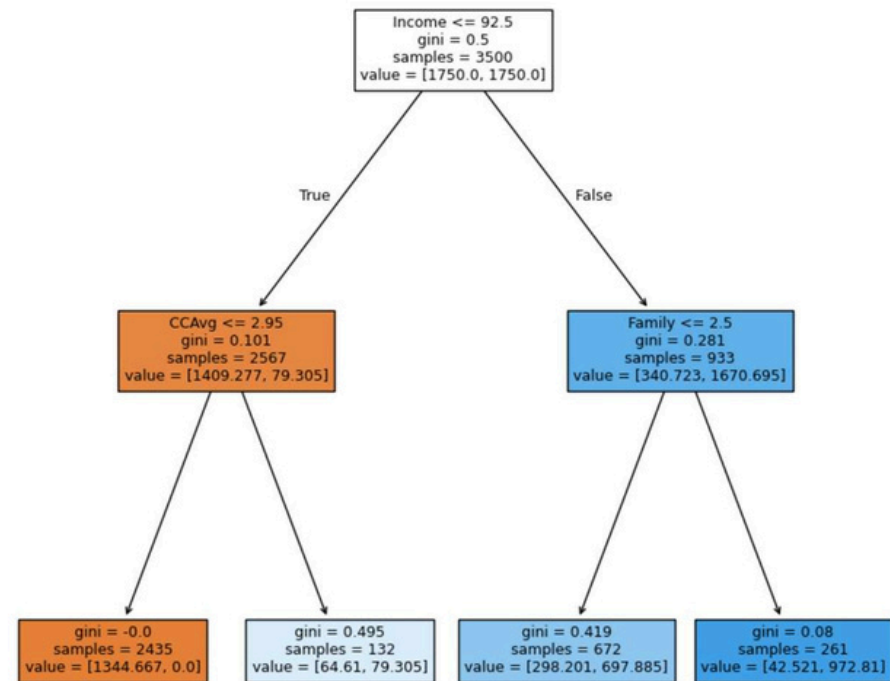 Income <= 92.5
gini = 0.5
samples = 3500
value = [1750.0, 1750.0]
True
False
CCAvg <= 2.95
gini = 0.101
samples = 2567
value = [1409.277, 79.305]
Family <= 2.5
gini = 0.281
samples = 933
value = [340.723, 1670.695]
gini = -0.0
samples = 2435
value = [1344.667, 0.0]
gini = 0.495
samples = 132
value = [64.61, 79.305]
gini = 0.419
samples = 672
value = [298.201, 697.885]
gini = 0.08
samples = 261
value = [42.521, 972.81]